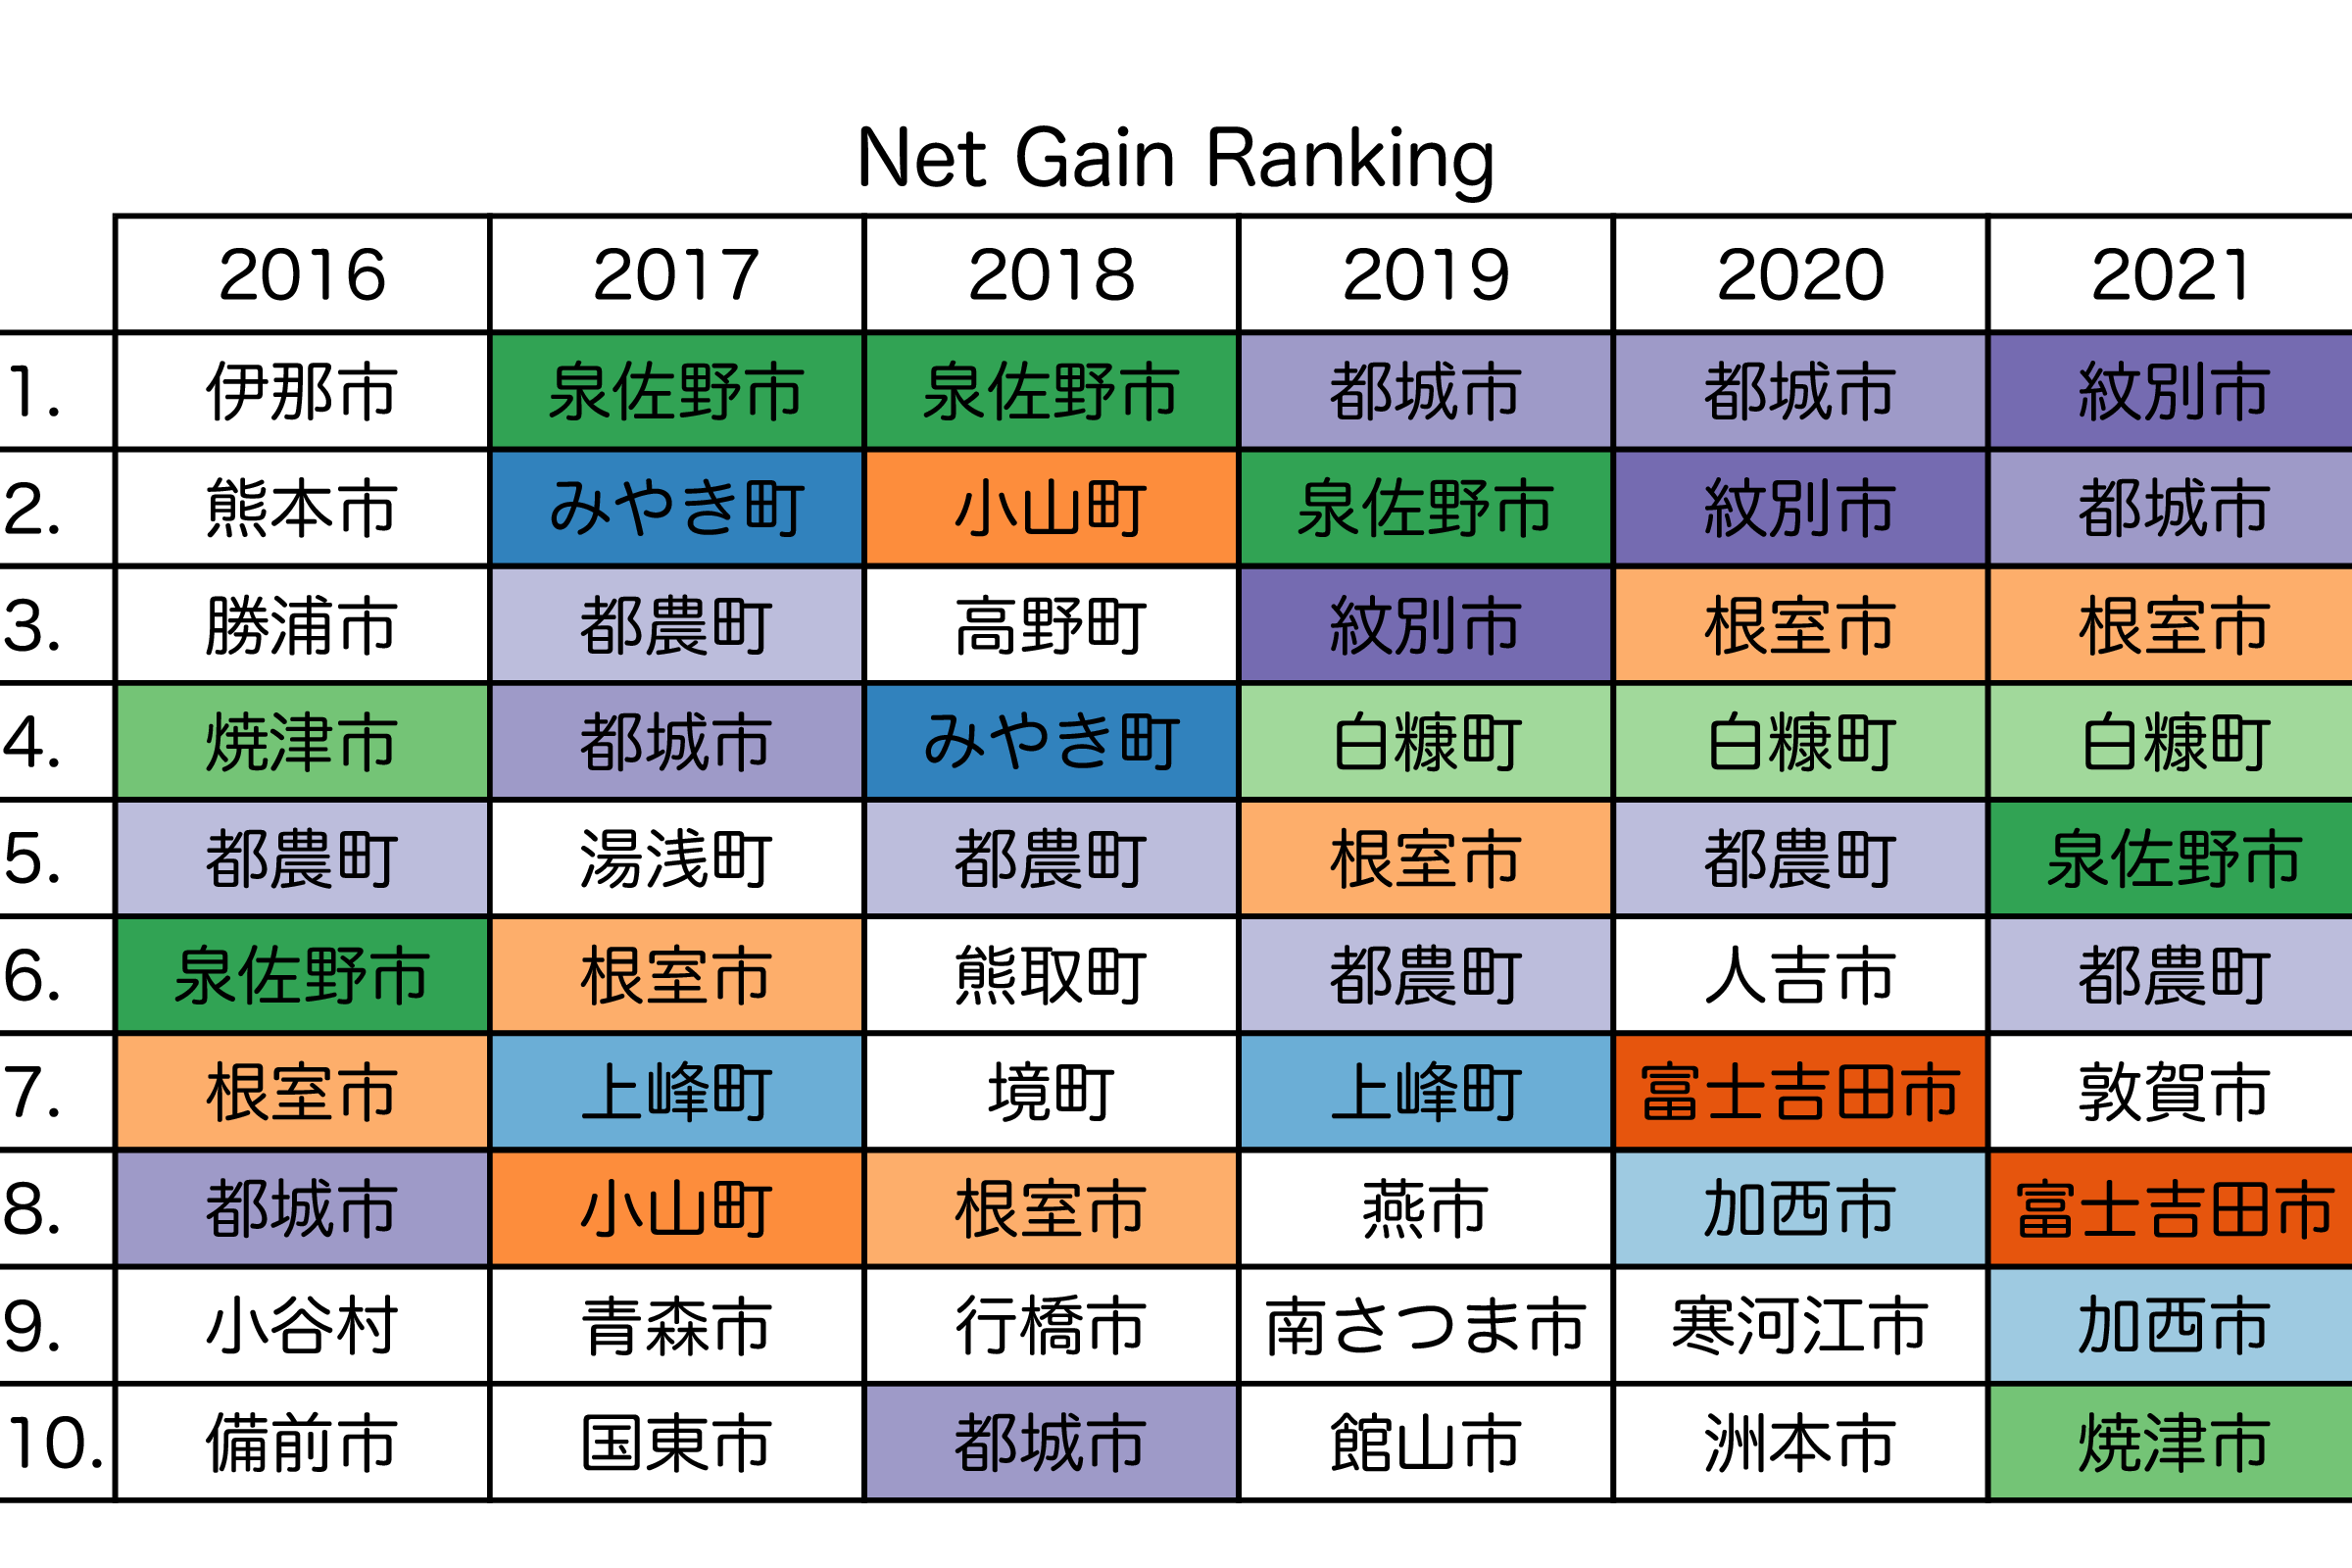 Net Gain Ranking
2016 2017 2018 2019 2020 2021
1. 伊那市 泉佐野市 泉佐野市 都城市 都城市 紋別市
2. 熊本市 みやき町 小山町 泉佐野市 紋別市 都城市
3. 勝浦市 都農町 高野町 紋別市 根室市 根室市
4. 焼津市 都城市 みやき町 白糠町 白糠町 白糠町
5. 都農町 湯浅町 都農町 根室市 都農町 泉佐野市
6. 泉佐野市 根室市 熊取町 都農町 人吉市 都農町
7. 根室市 上峰町 境町 上峰町 富士吉田市 敦賀市
8. 都城市 小山町 根室市 燕市 加西市 富士吉田市
9. 小谷村 青森市 行橋市 南さつま市 寒河江市 加西市
10. 備前市 国東市 都城市 館山市 洲本市 焼津市